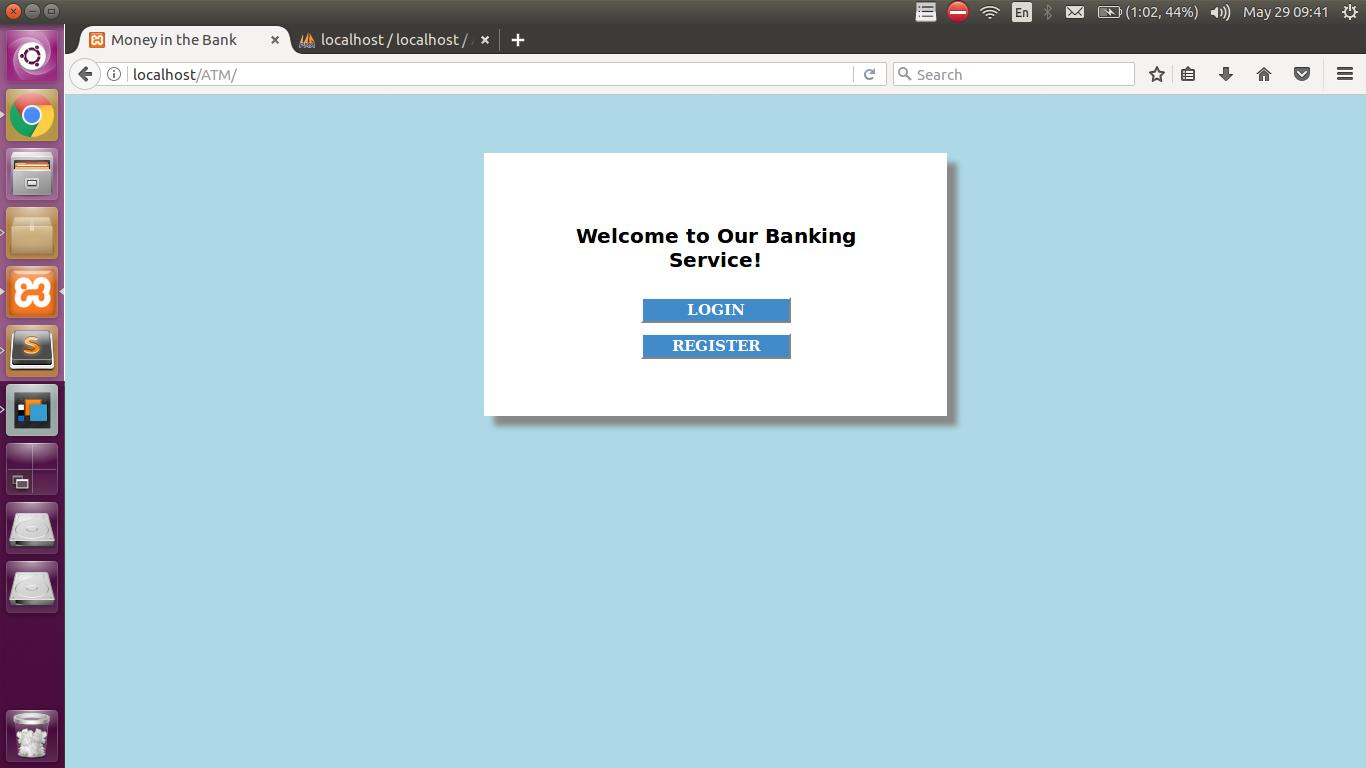 En
(1:02, 44%)
May 29 09:41
Money in the Bank
localhost / localhost /
localhost/ATM/
Search
Welcome to Our Banking
Service!
LOGIN
REGISTER